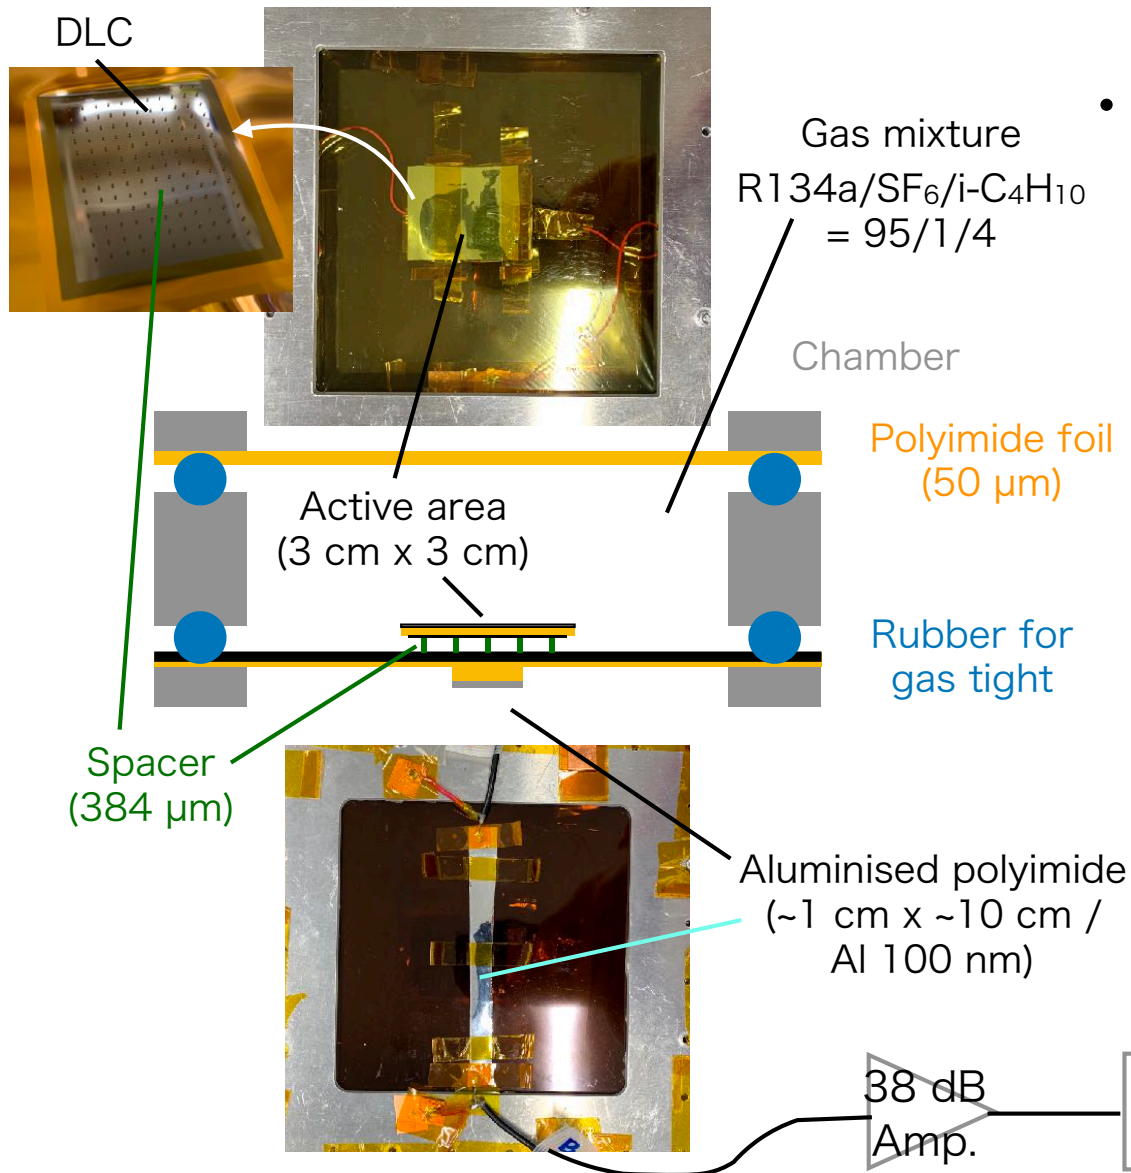 DLC
Gas mixture
R134a/SF₆/i-C₄H₁₀
= 95/1/4
Chamber
Polyimide foil
(50 µm)
Active area
(3 cm x 3 cm)
Rubber for
gas tight
Spacer
(384 µm)
Aluminised polyimide
(~1 cm x ~10 cm /
Al 100 nm)
38 dB
Amp.
B